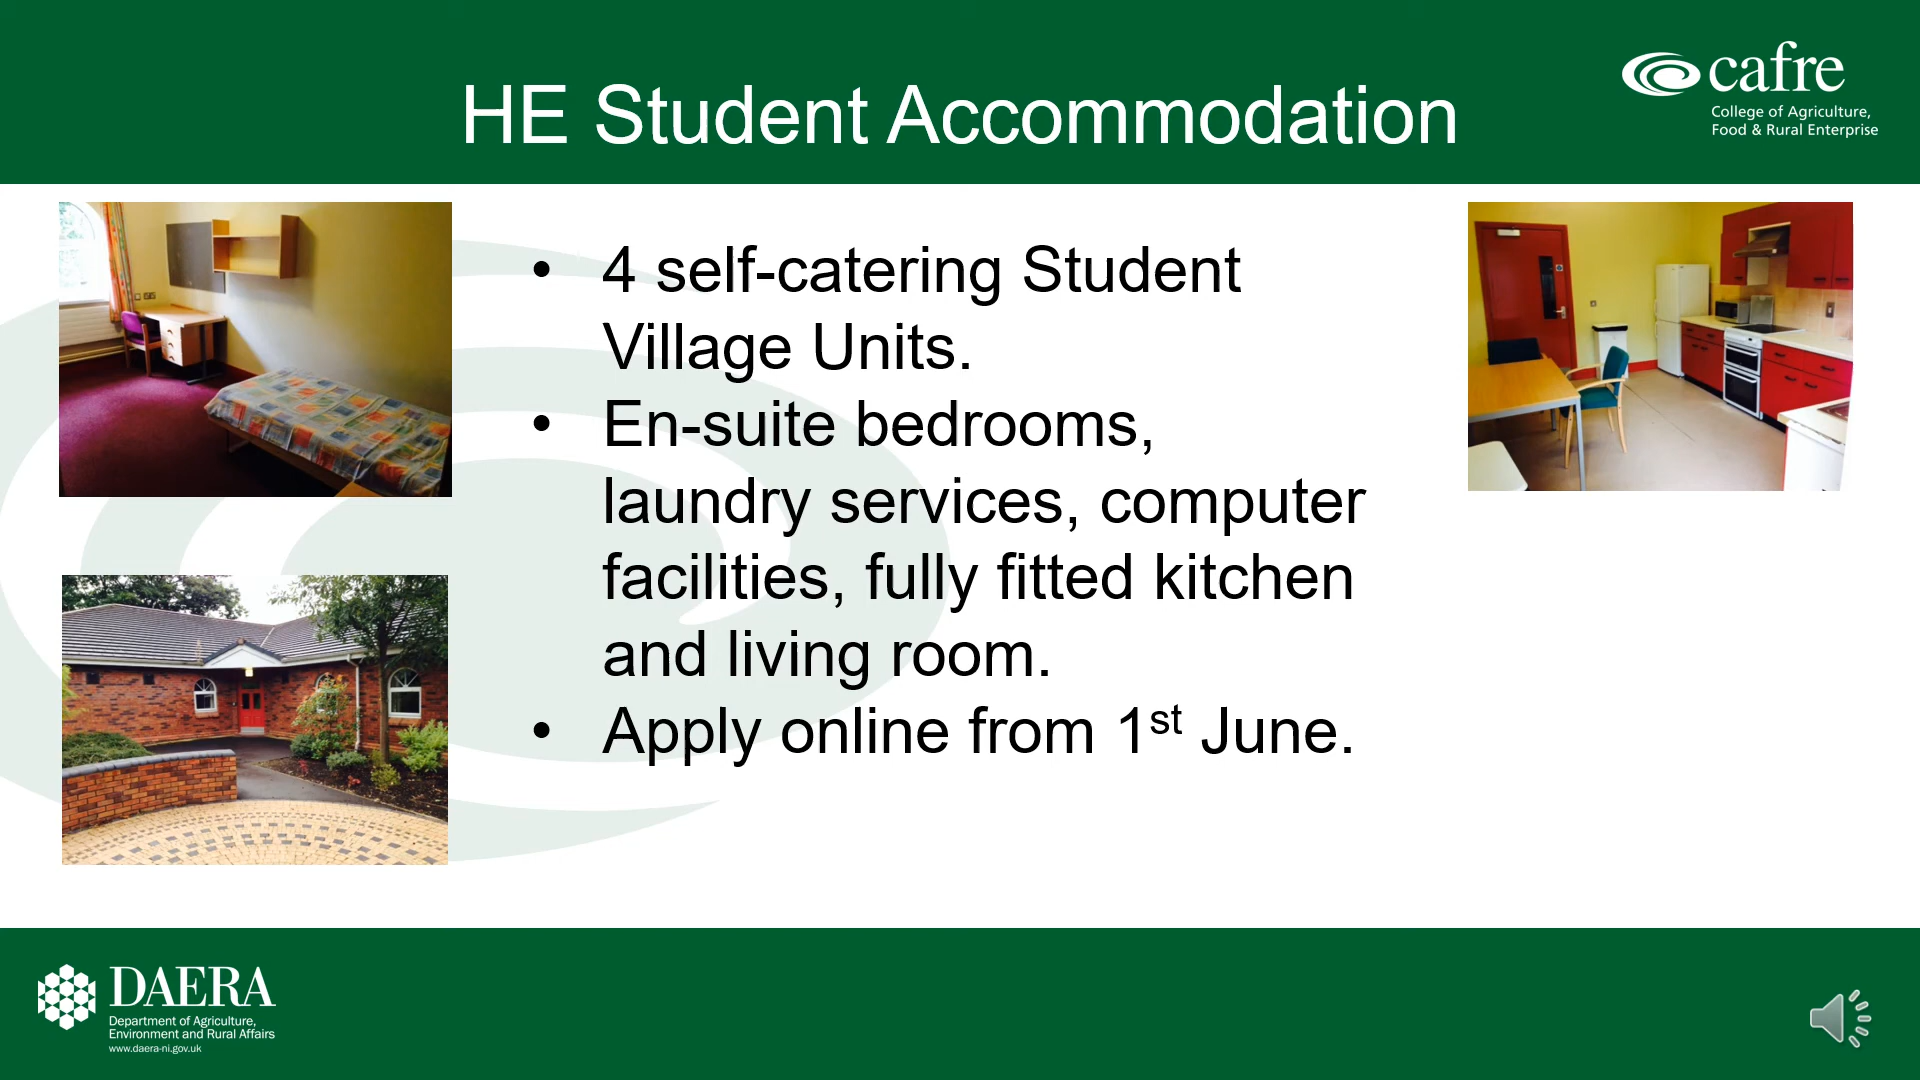 HE Student Accommodation
cafre
College of Agriculture,
Food & Rural Enterprise
• 4 self-catering Student
Village Units.
• En-suite bedrooms,
laundry services, computer
facilities, fully fitted kitchen
and living room.
• Apply online from 1st June.
DAERA
Department of Agriculture,
Environment and Rural Affairs
www.daera-ni.gov.uk